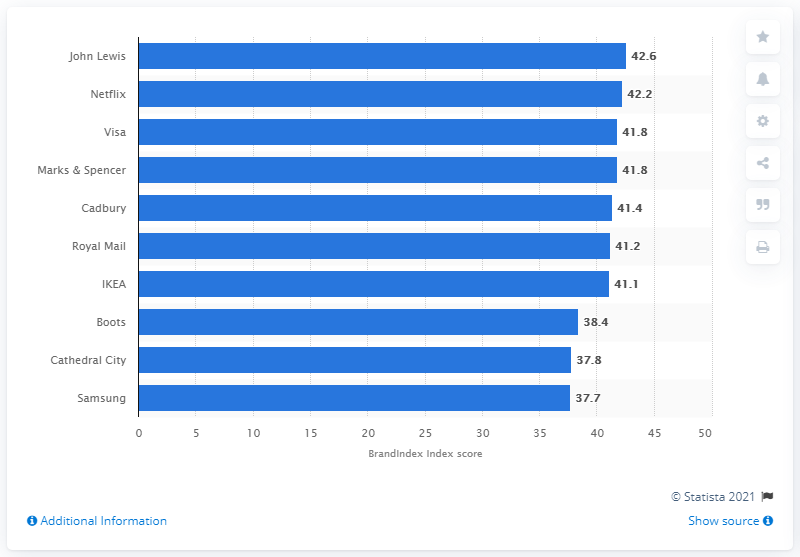 John Lewis 42.6
Netflix 42.2
Visa 41.8
Marks & Spencer 41.8
Cadbury 41.4
Royal Mail 41.2
IKEA 41.1
Boots 38.4
Cathedral City 37.8
Samsung 37.7
0 5 10 15 20 25 30 35 40 45 50
BrandIndex Index score
© Statista 2021
Additional Information Show source